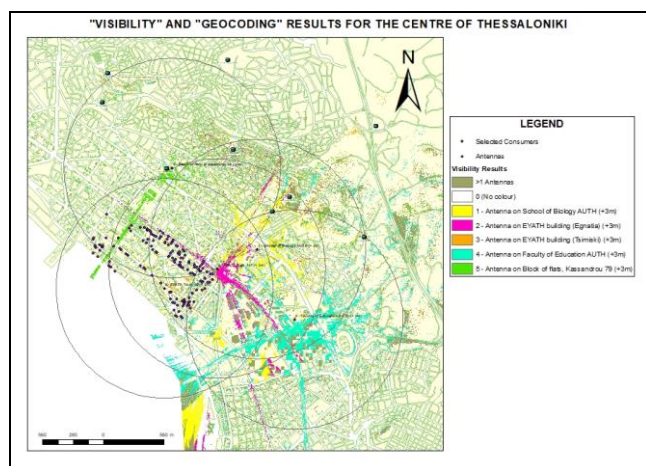 "VISIBILITY" AND "GEOCODING" RESULTS FOR THE CENTRE OF THESSALONIKI
N
LEGEND
Selected Consumers
Antennas
Visibility Results
>1 Antennas
0 (No colour)
1 - Antenna on School of Biology AUTH (+3m)
2 - Antenna on EYATH building (Egnatia) (+3m)
3 - Antenna on EYATH building (Tsimiski) (+3m)
4 - Antenna on Faculty of Education AUTH (+3m)
5 - Antenna on Block of flats, Kassandrou 79 (+3m)
500 0 500 m